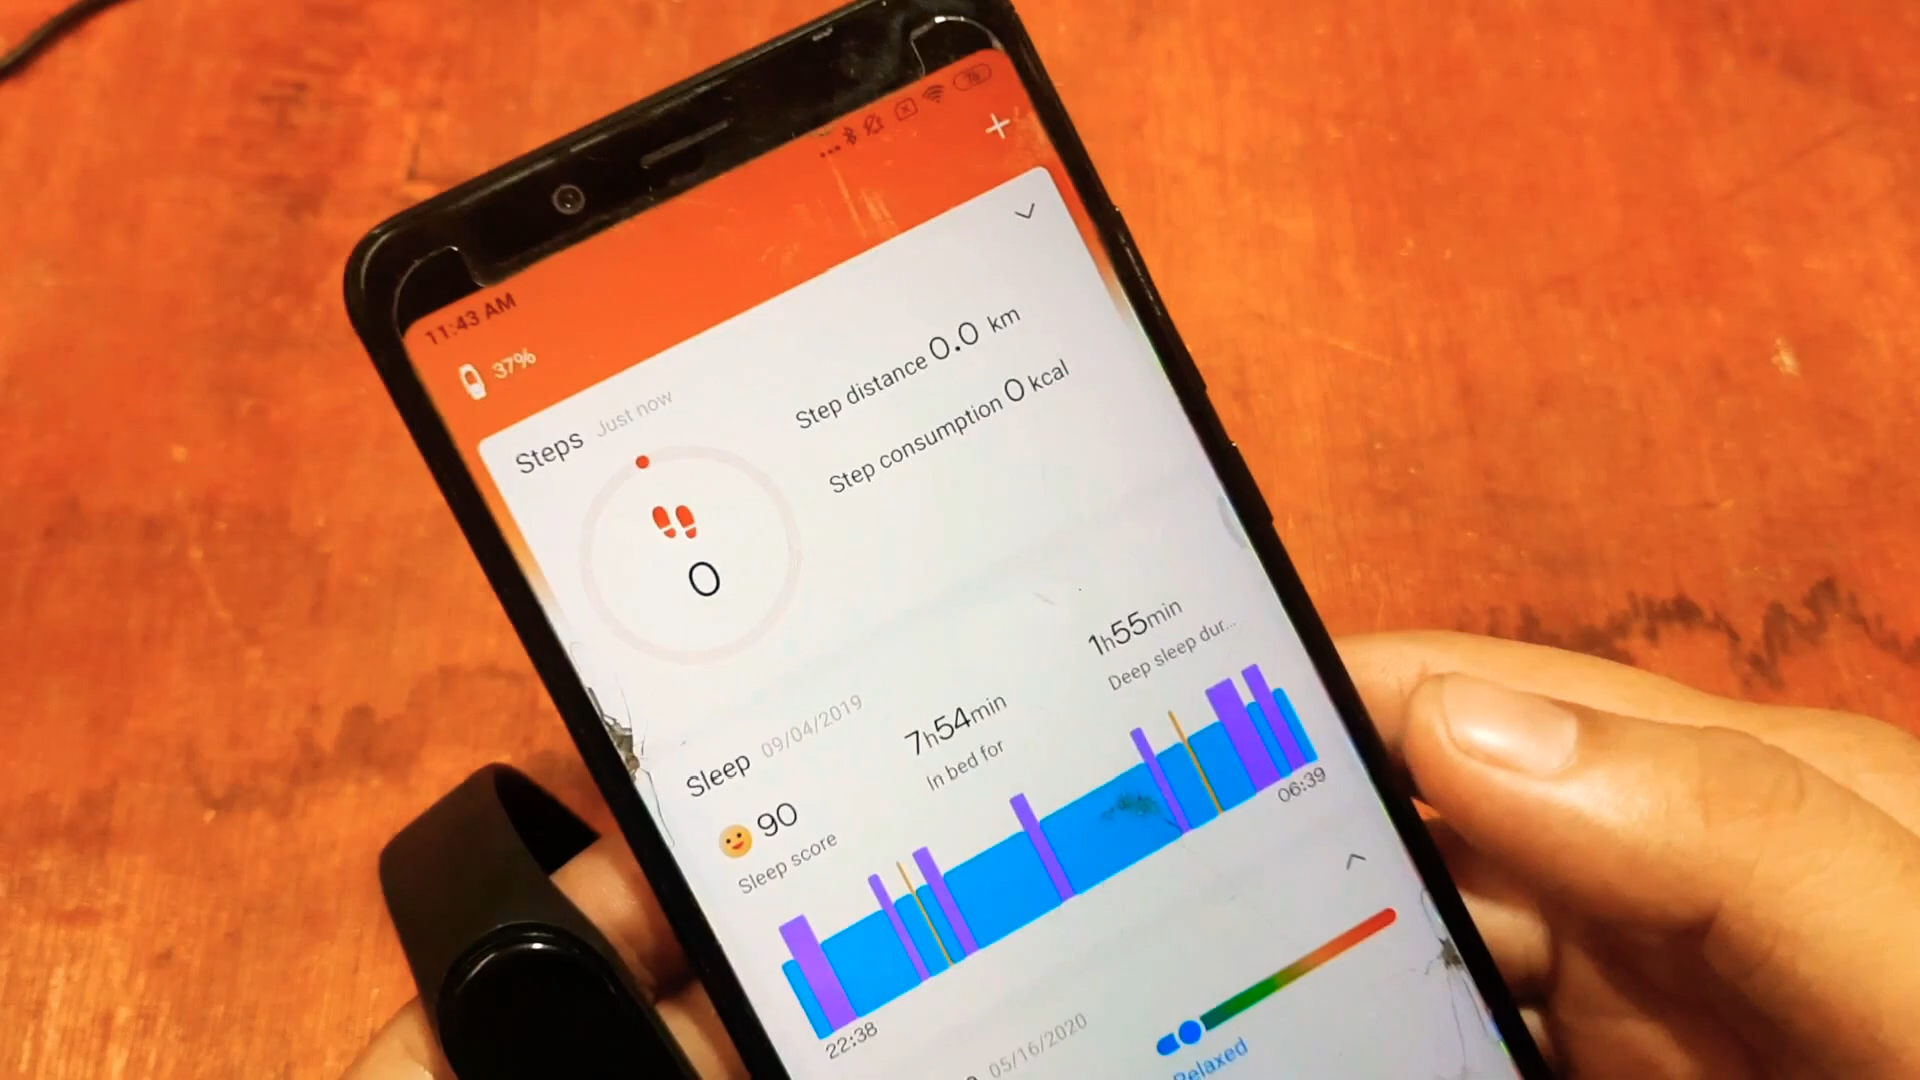 11:43 AM
76
37%
Steps Just now
Step distance 0.0 km
Step consumption 0 kcal
0
Sleep 09/04/2019
90
Sleep score
7h54min
In bed for
1h55min
Deep sleep dur...
22:38
06:39
05/16/2020
Relaxed